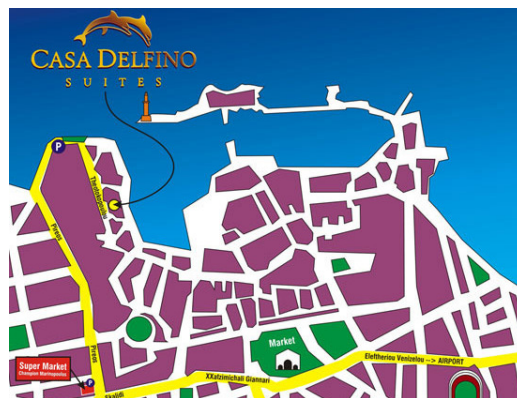 CASA DELFINO
SUITES
P
Theotokopoulou
Pireos
Pireos
Market
Super Market
Champion Marinopoulos
P
Skalidi
XXatzimichali Giannari
Eleftheriou Venizelou --> AIRPORT